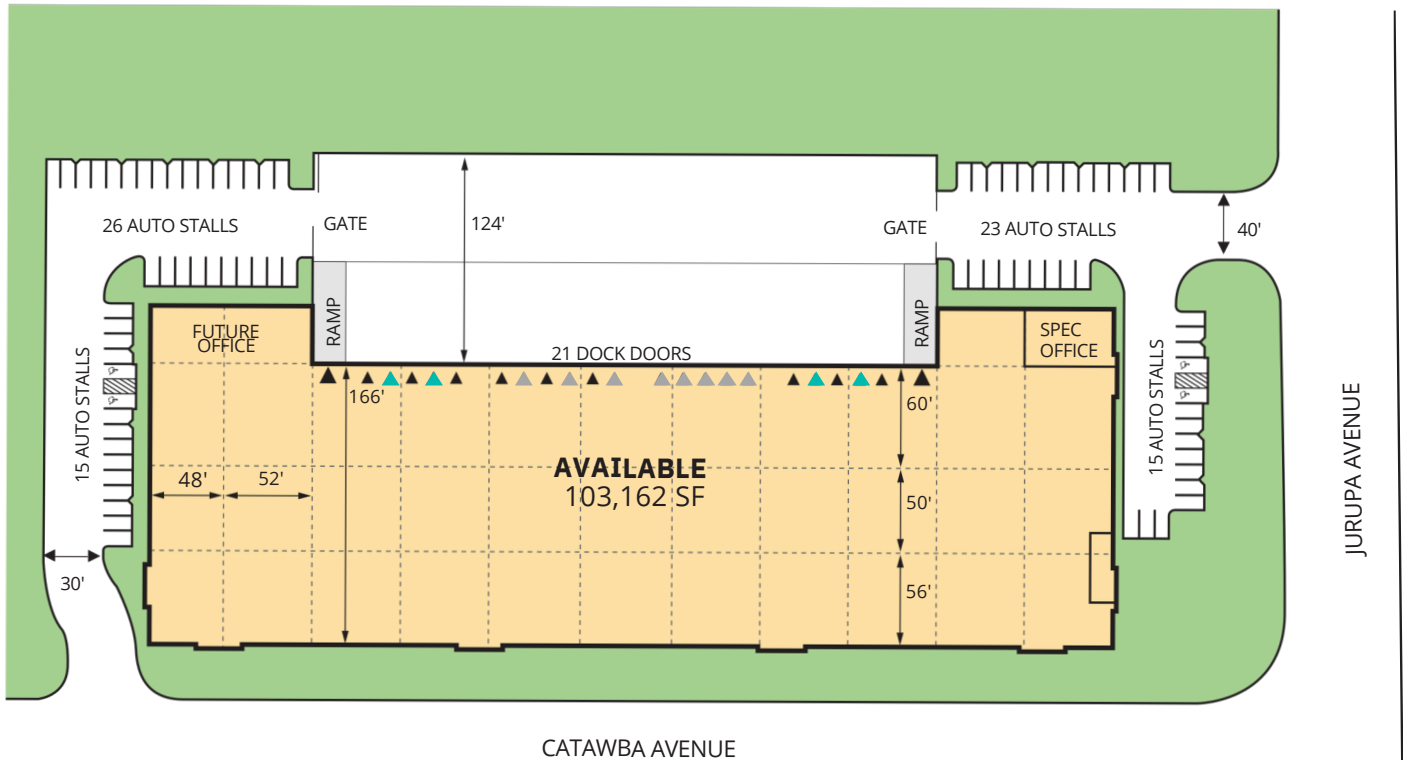 26 AUTO STALLS
GATE
124'
GATE
23 AUTO STALLS
40'
RAMP
RAMP
FUTURE
OFFICE
SPEC
OFFICE
21 DOCK DOORS
15 AUTO STALLS
166'
60'
15 AUTO STALLS
JURUPA AVENUE
48'
52'
AVAILABLE
103,162 SF
50'
30'
56'
CATAWBA AVENUE